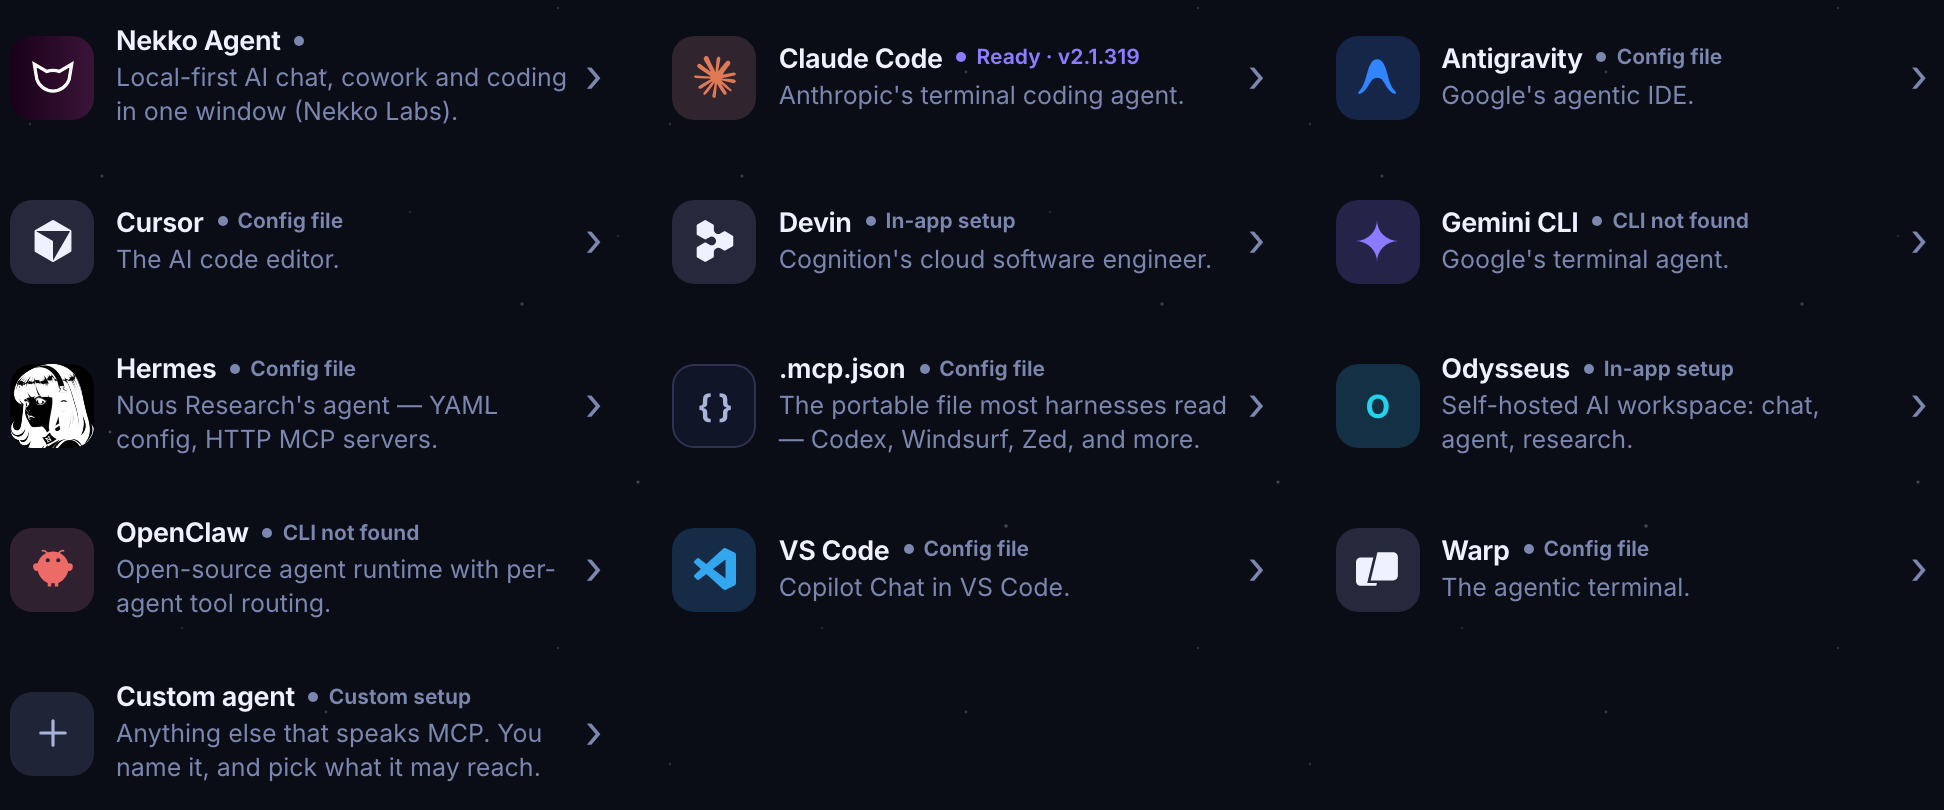 Nekko Agent
Local-first AI chat, cowork and coding
in one window (Nekko Labs).
Claude Code Ready · v2.1.319
Anthropic's terminal coding agent.
Antigravity Config file
Google's agentic IDE.
Cursor Config file
The AI code editor.
Devin In-app setup
Cognition's cloud software engineer.
Gemini CLI CLI not found
Google's terminal agent.
Hermes Config file
Nous Research's agent — YAML
config, HTTP MCP servers.
{ }
.mcp.json Config file
The portable file most harnesses read
— Codex, Windsurf, Zed, and more.
O
Odysseus In-app setup
Self-hosted AI workspace: chat,
agent, research.
OpenClaw CLI not found
Open-source agent runtime with per-
agent tool routing.
VS Code Config file
Copilot Chat in VS Code.
Warp Config file
The agentic terminal.
Custom agent Custom setup
Anything else that speaks MCP. You
name it, and pick what it may reach.